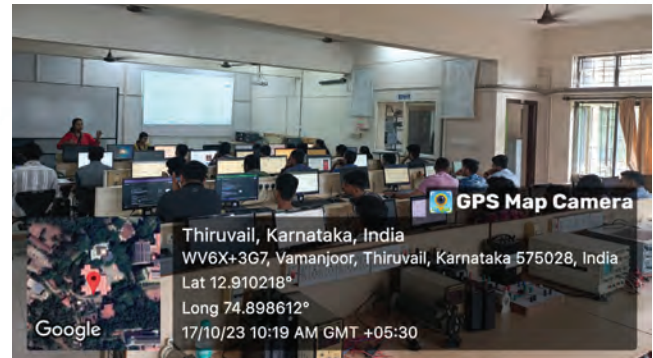 GPS Map Camera
Thiruvail, Karnataka, India
WV6X+3G7, Vamanjoor, Thiruvail, Karnataka 575028, India
Lat 12.910218°
Long 74.898612°
17/10/23 10:19 AM GMT +05:30
Google